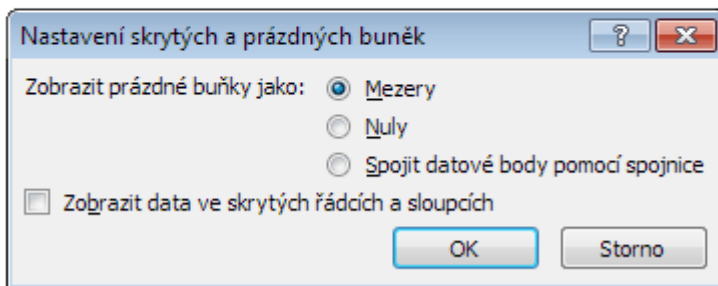 Nastavení skrytých a prázdných buněk
Zobrazit prázdné buňky jako: Mezery
Nuly
Spojit datové body pomocí spojnice
Zobrazit data ve skrytých řádcích a sloupcích
OK Storno